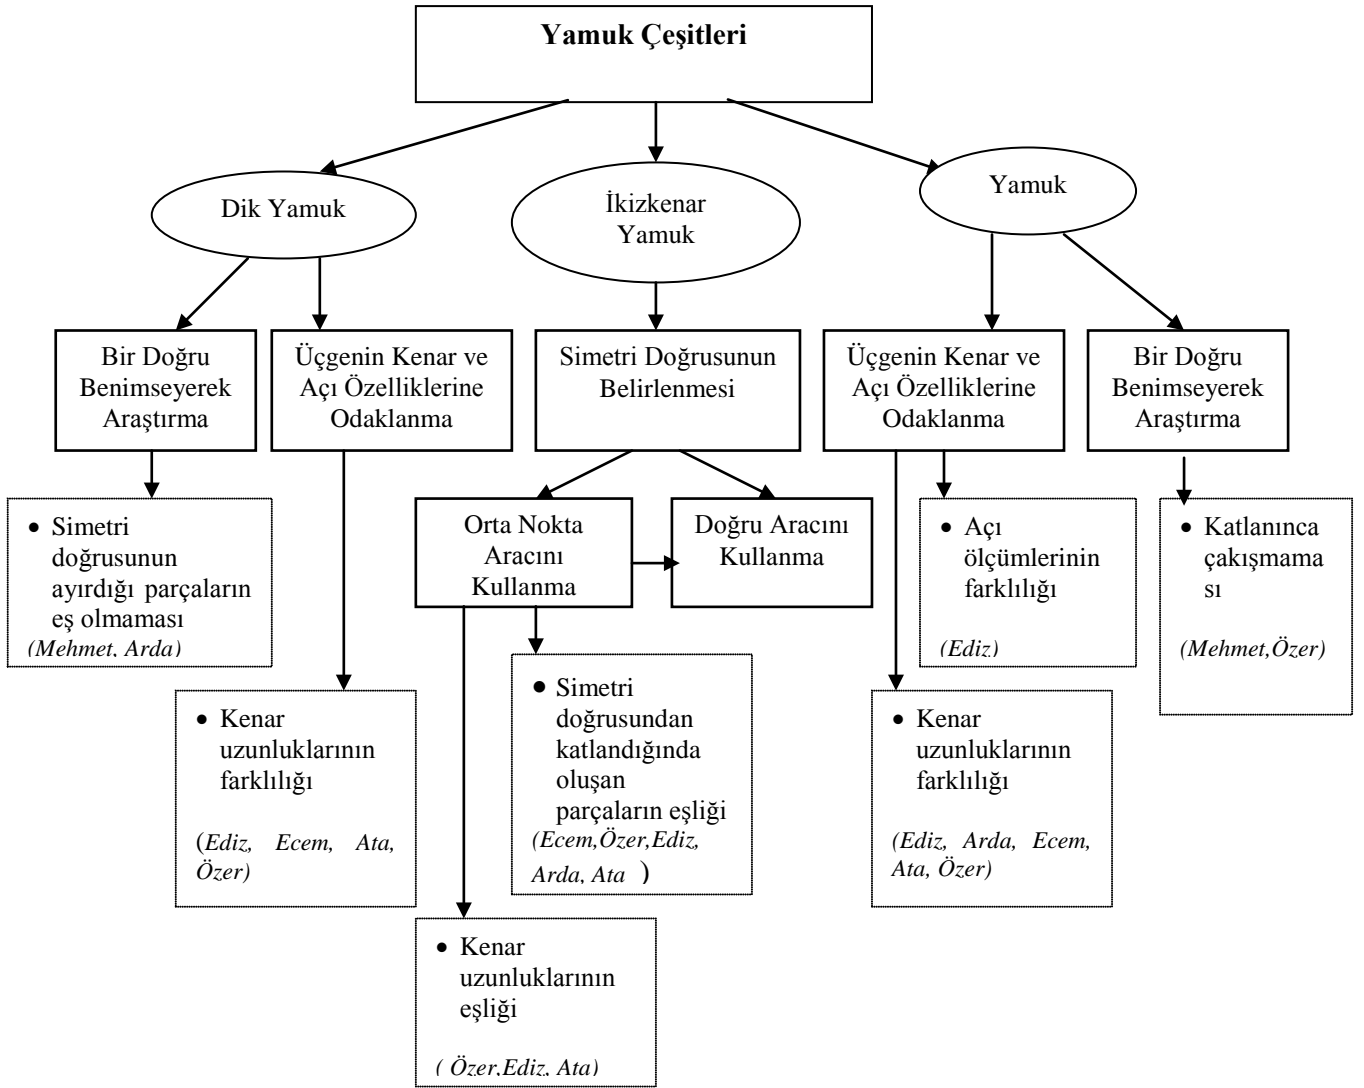 Yamuk Çeşitleri
Dik Yamuk
İkizkenar
Yamuk
Yamuk
Bir Doğru
Benimseyerek
Araştırma
Üçgenin Kenar ve
Açı Özelliklerine
Odaklanma
Simetri Doğrusunun
Belirlenmesi
Üçgenin Kenar ve
Açı Özelliklerine
Odaklanma
Bir Doğru
Benimseyerek
Araştırma
• Simetri
doğrusunun
ayırdığı parçaların
eş olmaması
(Mehmet, Arda)
Orta Nokta
Aracını
Kullanma
Doğru Aracını
Kullanma
• Açı
ölçümlerinin
farklılığı
(Ediz)
• Katlanınca
çakışmama
sı
(Mehmet,Özer)
• Kenar
uzunluklarının
farklılığı
(Ediz, Ecem, Ata,
Özer)
• Simetri
doğrusundan
katlandığında
oluşan
parçaların eşliği
(Ecem,Özer,Ediz,
Arda, Ata )
• Kenar
uzunluklarının
farklılığı
(Ediz, Arda, Ecem,
Ata, Özer)
• Kenar
uzunluklarının
eşliği
( Özer,Ediz, Ata)